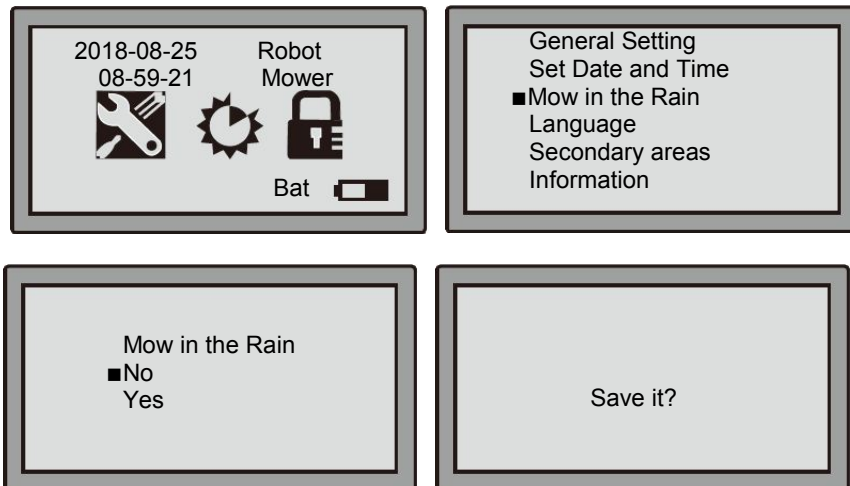 2018-08-25 Robot
08-59-21 Mower
Bat
General Setting
Set Date and Time
■Mow in the Rain
Language
Secondary areas
Information
Mow in the Rain
■No
Yes
Save it?